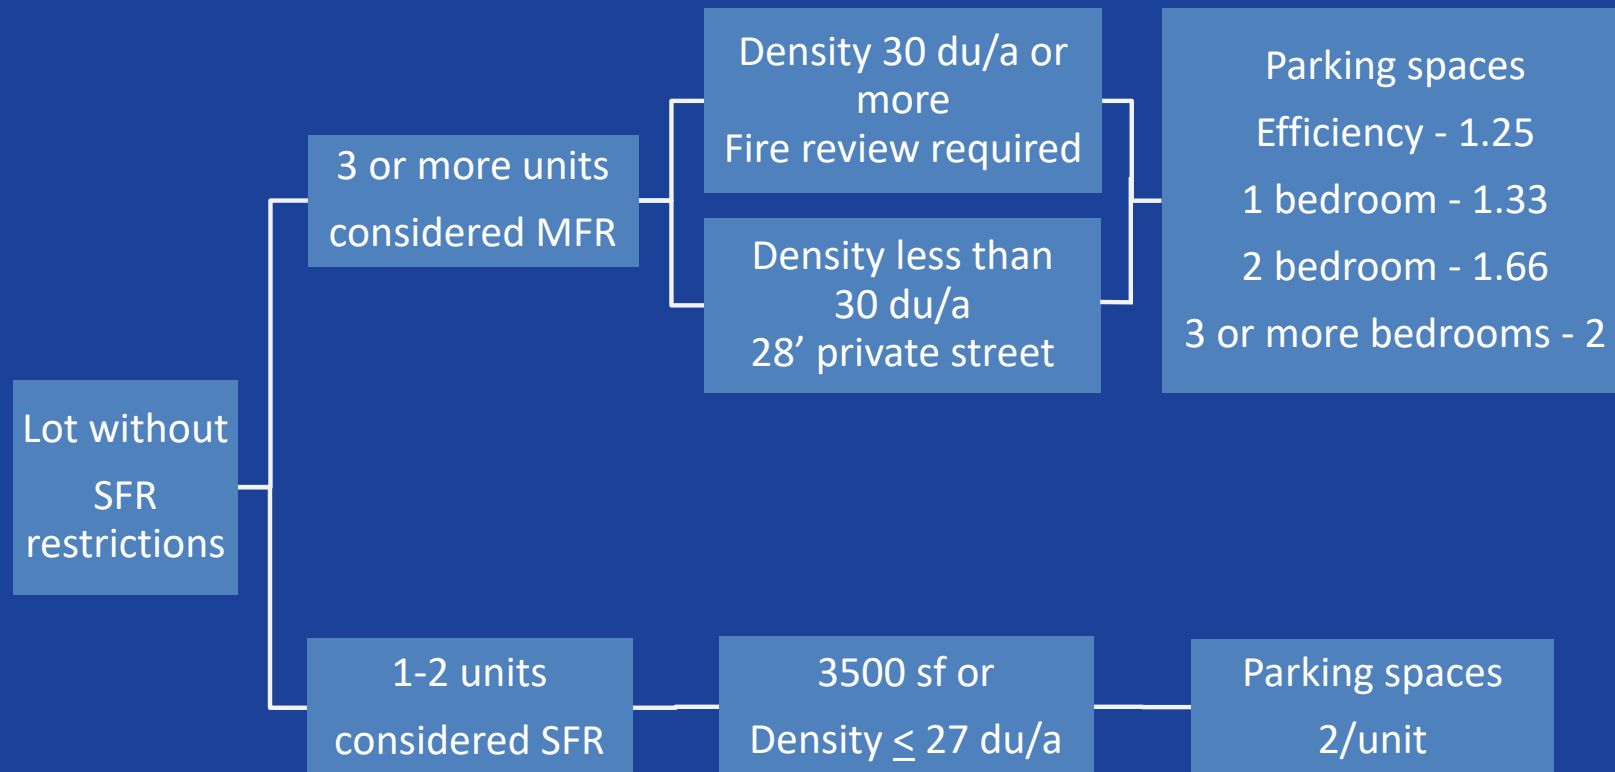 Lot without
SFR
restrictions
3 or more units
considered MFR
Density 30 du/a or
more
Fire review required
Density less than
30 du/a
28’ private street
Parking spaces
Efficiency - 1.25
1 bedroom - 1.33
2 bedroom - 1.66
3 or more bedrooms - 2
1-2 units
considered SFR
3500 sf or
Density < 27 du/a
Parking spaces
2/unit